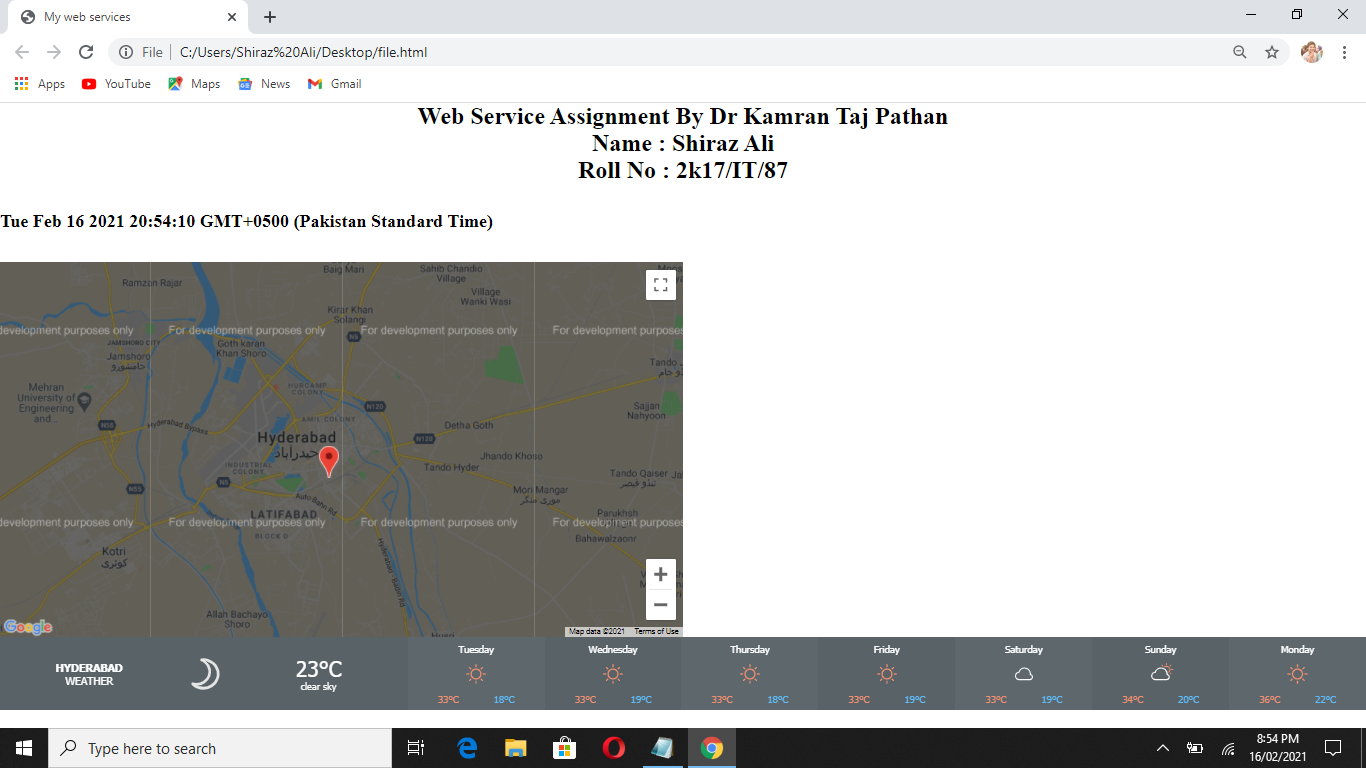 My web services
File
C:/Users/Shiraz%20Ali/Desktop/file.html
Apps
YouTube
Maps
News
Gmail
Web Service Assignment By Dr Kamran Taj Pathan
Name : Shiraz Ali
Roll No : 2k17/IT/87
Tue Feb 16 2021 20:54:10 GMT+0500 (Pakistan Standard Time)
Baig Mari
Sahib Chandio
Village
Ramzan Rajar
Village
Wanki Wasi
Kirar Khan
Solangi
development purposes only
For development purposes only
For development purposes only
For development purposes
N5
JAMSHORO CITY
Goth karan
Khan Shoro
Jamshoro
جامشورو
Tando
HURCAMP
COLONY
Mehran
University of
Engineering
and...
N120
Sajjan
Nahyoon
AMIL COLONY
N55
Hyderabad Bypass
Detha Goth
Hyderabad
حیدرآباد
N120
Jhando Khoso
INDUSTRIAL
COLONY
Tando Hyder
Tando Qaiser
ٹنڈو قیصر
N5
N55
Mori Mangar
موری منگر
Auto Bahn Rd
LATIFABAD
Parukhsh
development purposes only
For development purposes only
For development purposes only
For development purposes
BLOCK D
Bahawalzaonr
Kotri
کوٹری
Hyderabad - Badin Rd
Allah Bachayo
Shoro
Husri
Google
Map data ©2021
Terms of Use
HYDERABAD
WEATHER
23°C
clear sky
Tuesday
33°C
18°C
Wednesday
33°C
19°C
Thursday
33°C
18°C
Friday
33°C
19°C
Saturday
33°C
19°C
Sunday
34°C
20°C
Monday
36°C
22°C
Type here to search
8:54 PM
16/02/2021